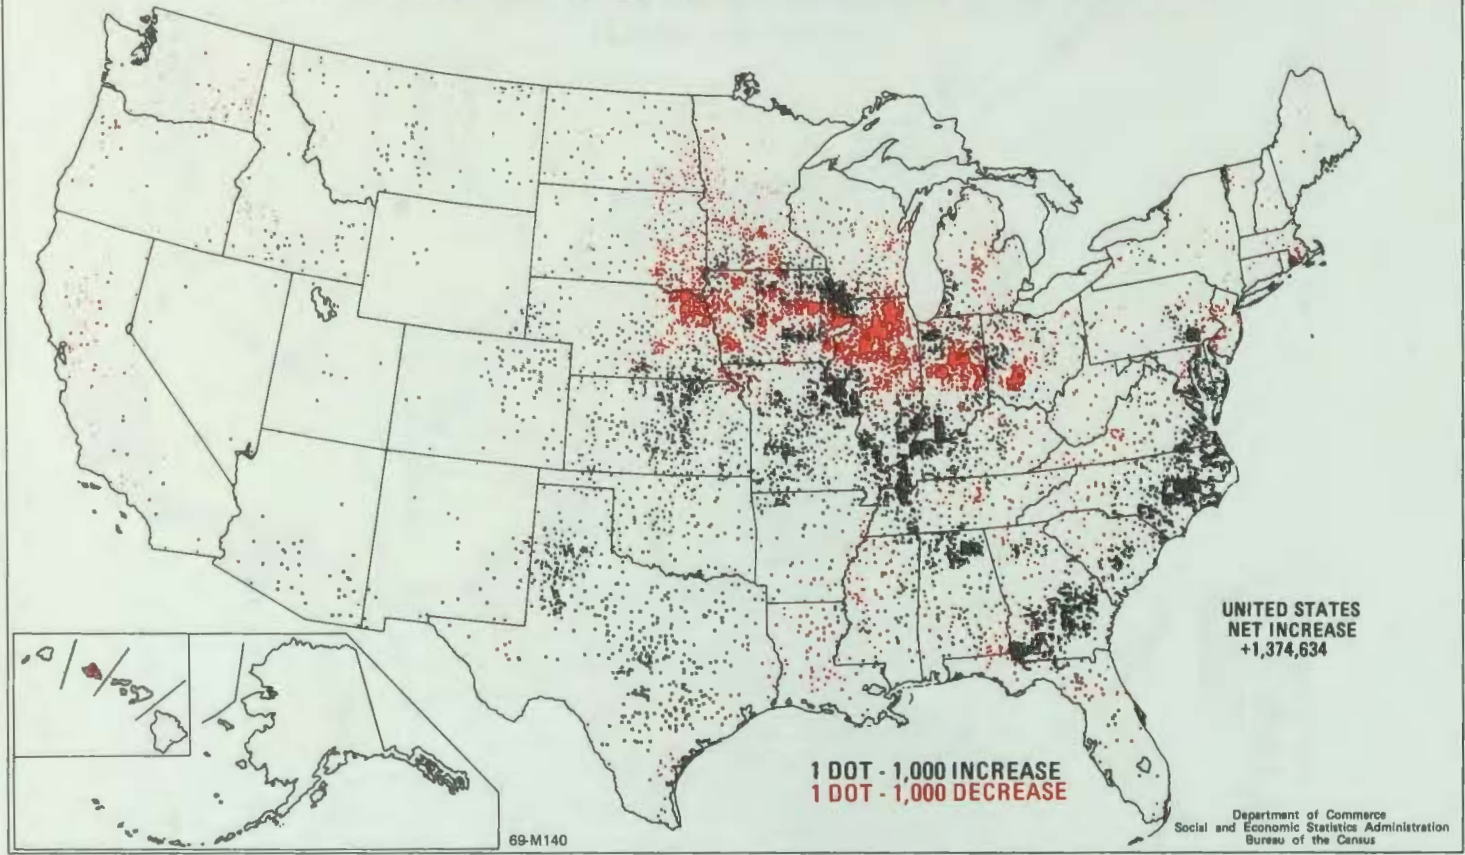 UNITED STATES
NET INCREASE
+1,374,634
1 DOT - 1,000 INCREASE
1 DOT - 1,000 DECREASE
69-M140
Department of Commerce
Social and Economic Statistics Administration
Bureau of the Census